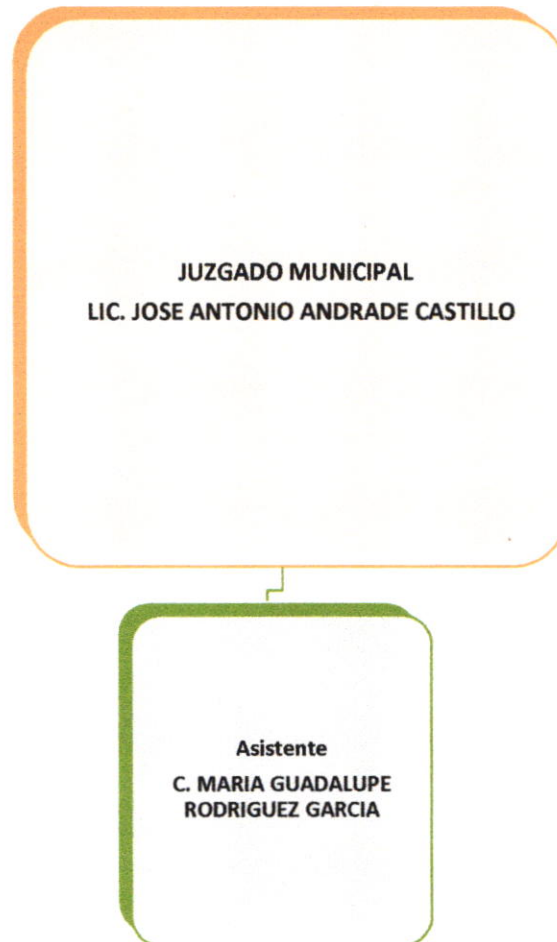 JUZGADO MUNICIPAL
LIC. JOSE ANTONIO ANDRADE CASTILLO
Asistente
C. MARIA GUADALUPE
RODRIGUEZ GARCIA